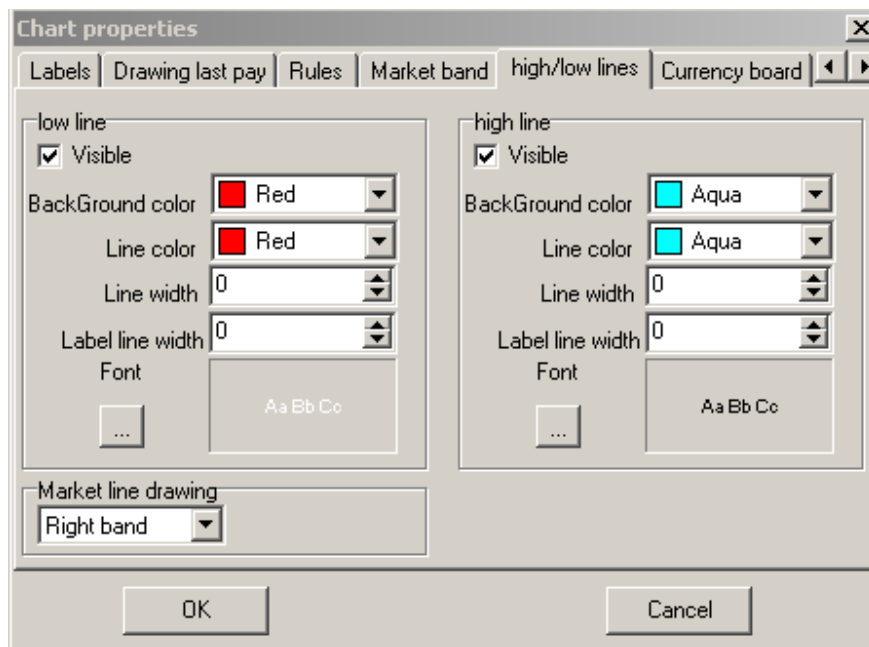 Chart properties
Labels Drawing last pay Rules Market band high/low lines Currency board
low line
Visible
BackGround color Red
Line color Red
Line width 0
Label line width 0
Font
Aa Bb Cc
...
high line
Visible
BackGround color Aqua
Line color Aqua
Line width 0
Label line width 0
Font
Aa Bb Cc
...
Market line drawing
Right band
OK Cancel